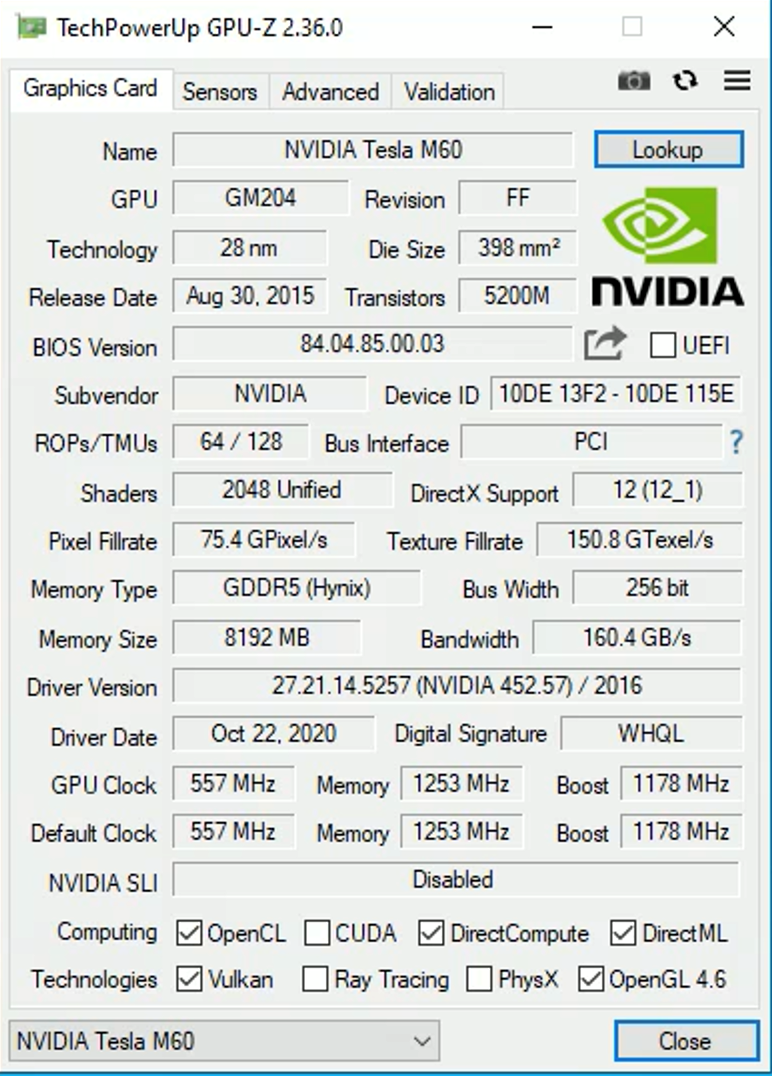 TechPowerUp GPU-Z 2.36.0
Graphics Card Sensors Advanced Validation
Name NVIDIA Tesla M60 Lookup
GPU GM204 Revision FF
Technology 28 nm Die Size 398 mm²
Release Date Aug 30, 2015 Transistors 5200M
NVIDIA
BIOS Version 84.04.85.00.03 UEFI
Subvendor NVIDIA Device ID 10DE 13F2 - 10DE 115E
ROPs/TMUs 64 / 128 Bus Interface PCI ?
Shaders 2048 Unified DirectX Support 12 (12_1)
Pixel Fillrate 75.4 GPixel/s Texture Fillrate 150.8 GTexel/s
Memory Type GDDR5 (Hynix) Bus Width 256 bit
Memory Size 8192 MB Bandwidth 160.4 GB/s
Driver Version 27.21.14.5257 (NVIDIA 452.57) / 2016
Driver Date Oct 22, 2020 Digital Signature WHQL
GPU Clock 557 MHz Memory 1253 MHz Boost 1178 MHz
Default Clock 557 MHz Memory 1253 MHz Boost 1178 MHz
NVIDIA SLI Disabled
Computing OpenCL CUDA DirectCompute DirectML
Technologies Vulkan Ray Tracing PhysX OpenGL 4.6
NVIDIA Tesla M60 Close